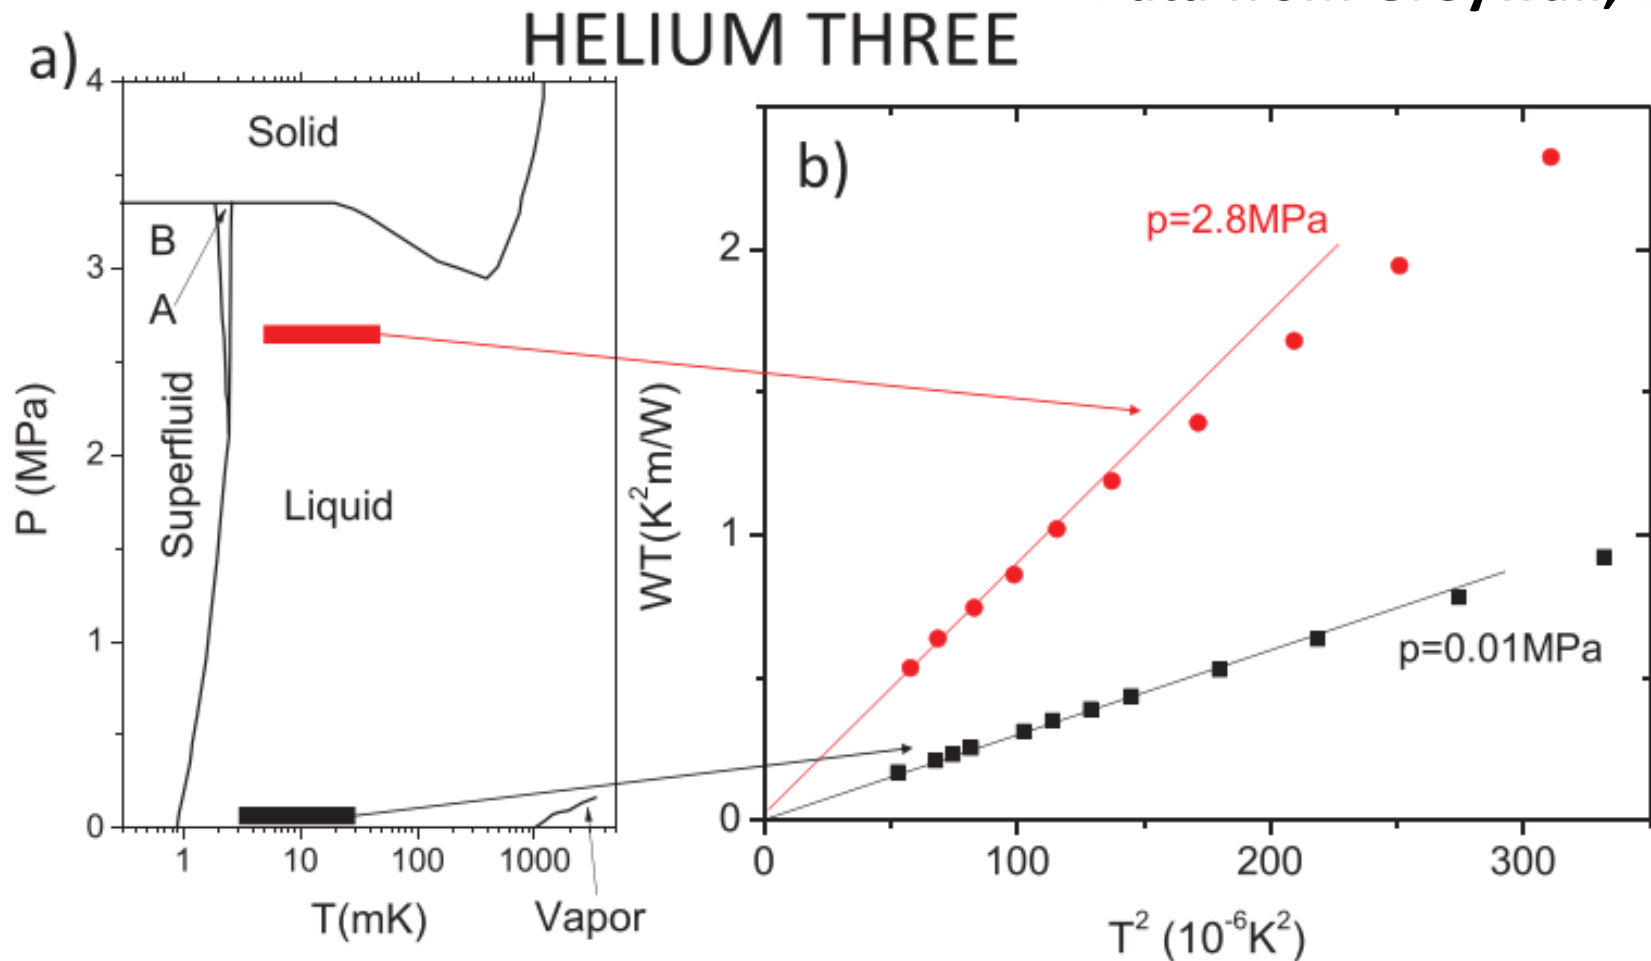 HELIUM THREE
a)
4
3
2
1
0
P (MPa)
Solid
B
A
Superfluid
Liquid
1 10 100 1000
T(mK)
Vapor
b)
WT(K²m/W)
2
1
0
p=2.8MPa
p=0.01MPa
0 100 200 300
T² (10⁻⁶K²)